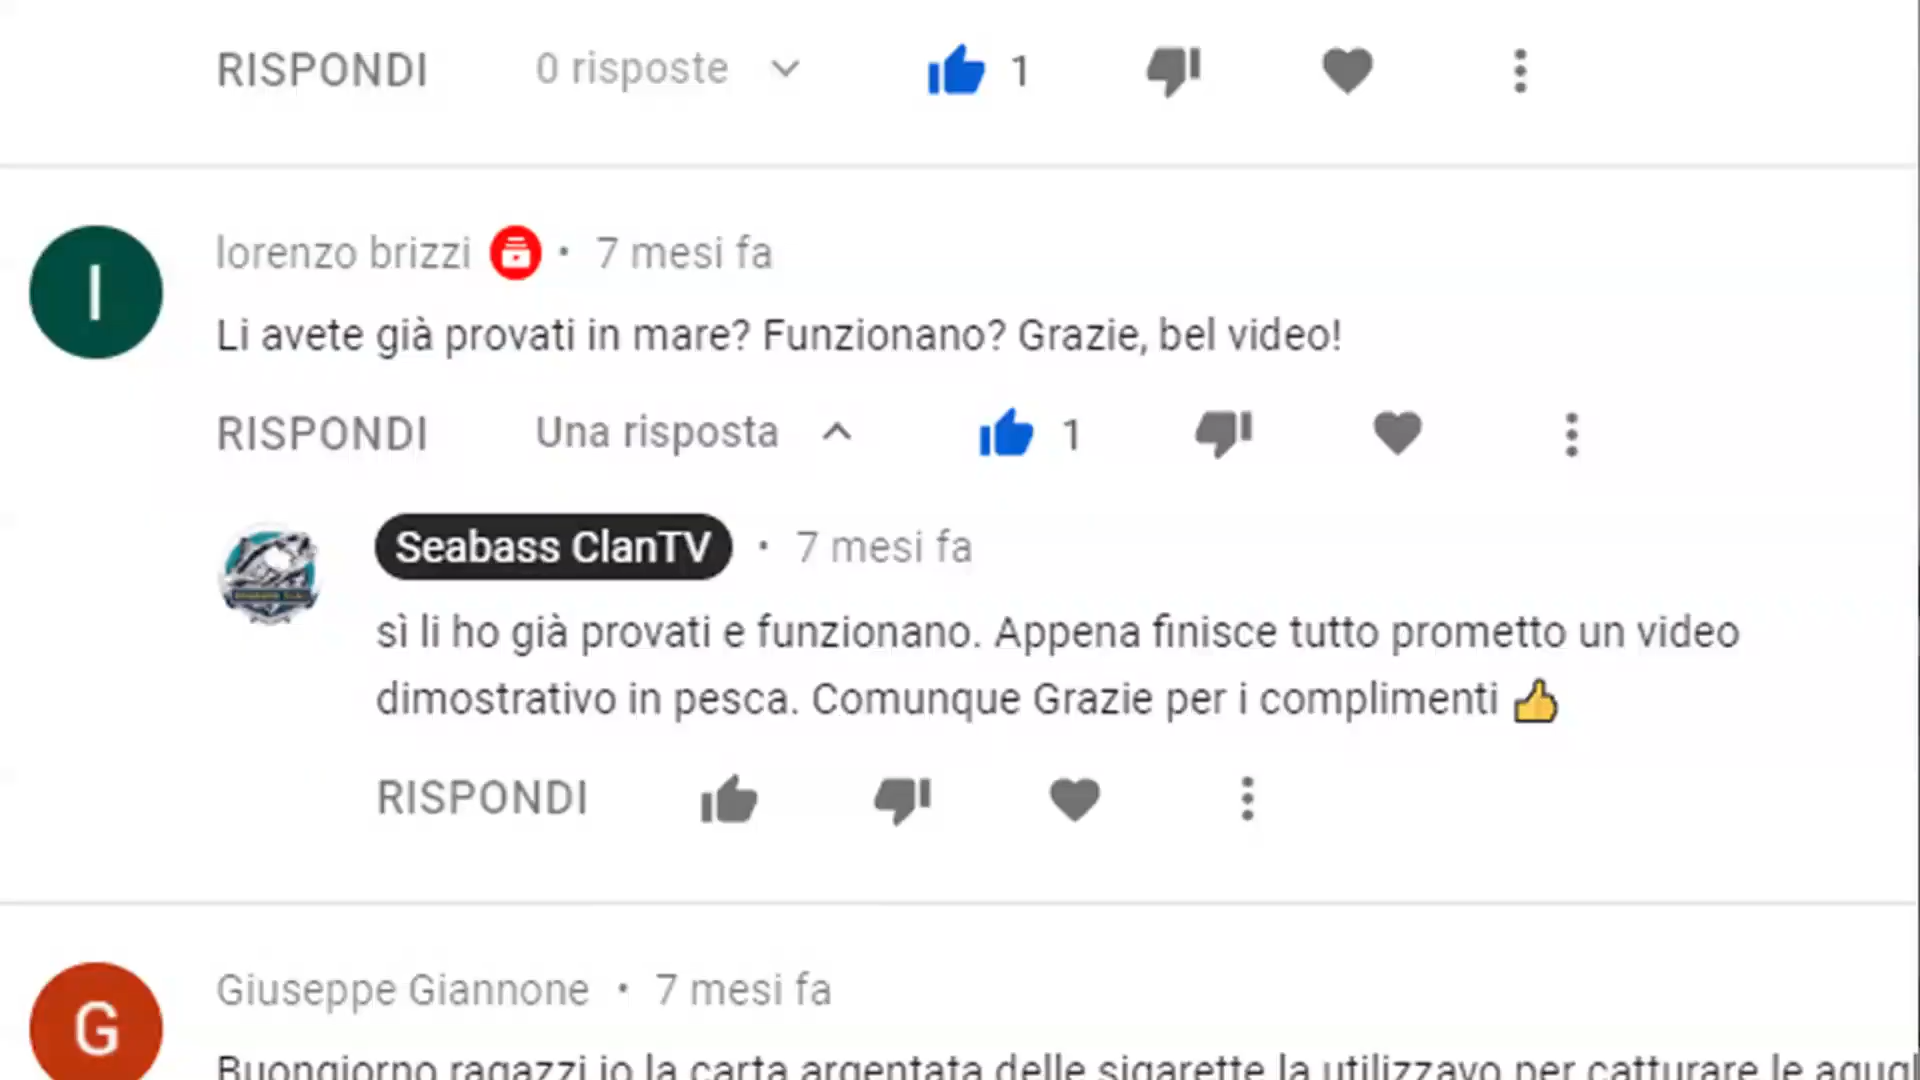 RISPONDI 0 risposte 1
lorenzo brizzi • 7 mesi fa
Li avete già provati in mare? Funzionano? Grazie, bel video!
RISPONDI Una risposta 1
Seabass ClanTV • 7 mesi fa
sì li ho già provati e funzionano. Appena finisce tutto prometto un video
dimostrativo in pesca. Comunque Grazie per i complimenti 👍
RISPONDI
Giuseppe Giannone • 7 mesi fa
G
Buongiorno ragazzi io la carta argentata delle sigarette la utilizzavo per catturare le